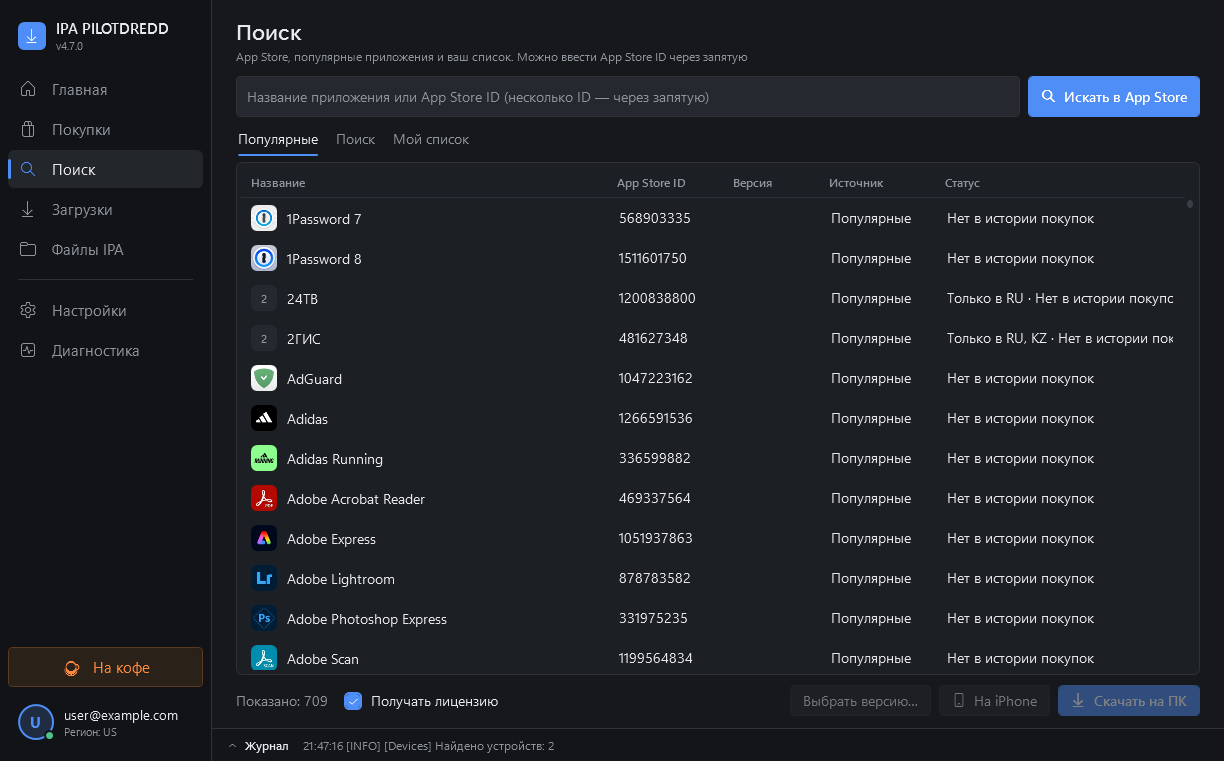 IPA PILOTDREDD
v4.7.0
Главная
Покупки
Поиск
Загрузки
Файлы IPA
Настройки
Диагностика
На кофе
U
user@example.com
Регион: US
Поиск
App Store, популярные приложения и ваш список. Можно ввести App Store ID через запятую
Название приложения или App Store ID (несколько ID — через запятую)
Искать в App Store
Популярные Поиск Мой список
Название App Store ID Версия Источник Статус
1Password 7 568903335 Популярные Нет в истории покупок
1Password 8 1511601750 Популярные Нет в истории покупок
2 24ТВ 1200838800 Популярные Только в RU · Нет в истории покупс
2 2ГИС 481627348 Популярные Только в RU, KZ · Нет в истории пок
AdGuard 1047223162 Популярные Нет в истории покупок
Adidas 1266591536 Популярные Нет в истории покупок
RUNNING Adidas Running 336599882 Популярные Нет в истории покупок
PDF Adobe Acrobat Reader 469337564 Популярные Нет в истории покупок
Adobe Express 1051937863 Популярные Нет в истории покупок
Lr Adobe Lightroom 878783582 Популярные Нет в истории покупок
Ps Adobe Photoshop Express 331975235 Популярные Нет в истории покупок
SCAN Adobe Scan 1199564834 Популярные Нет в истории покупок
Показано: 709 Получать лицензию Выбрать версию... На iPhone Скачать на ПК
Журнал 21:47:16 [INFO] [Devices] Найдено устройств: 2